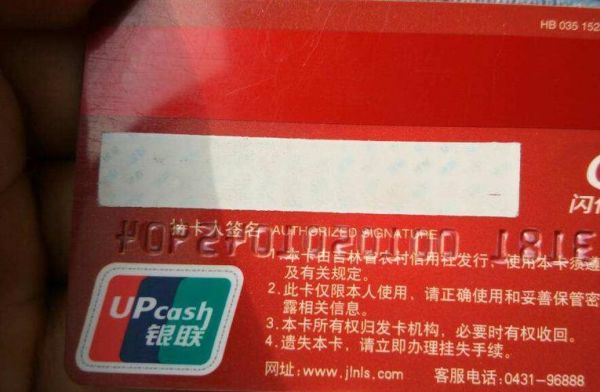 HB 035 152
闪
持卡人签名 AUTHORIZED SIGNATURE
1.本卡由吉林省农村信用社发行,使用本卡须遵
及有关规定。
2.此卡仅限本人使用,请正确使用和妥善保管密
露相关信息。
3.本卡所有权归发卡机构,必要时有权收回。
4.遗失本卡,请立即办理挂失手续。
网址:www.jlnls.com 客服电话:0431-96888
UPcash
银联